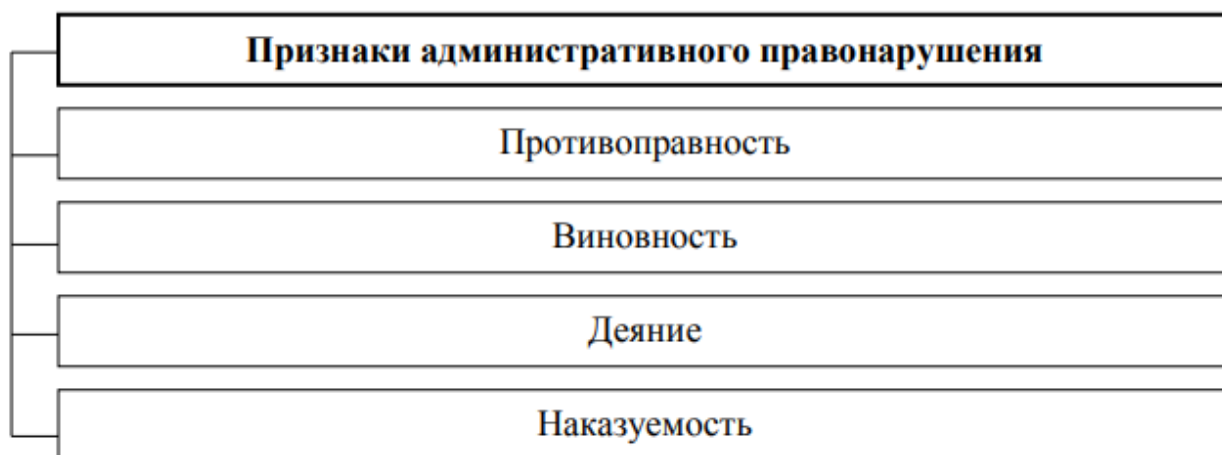 Признаки административного правонарушения
Противоправность
Виновность
Деяние
Наказуемость